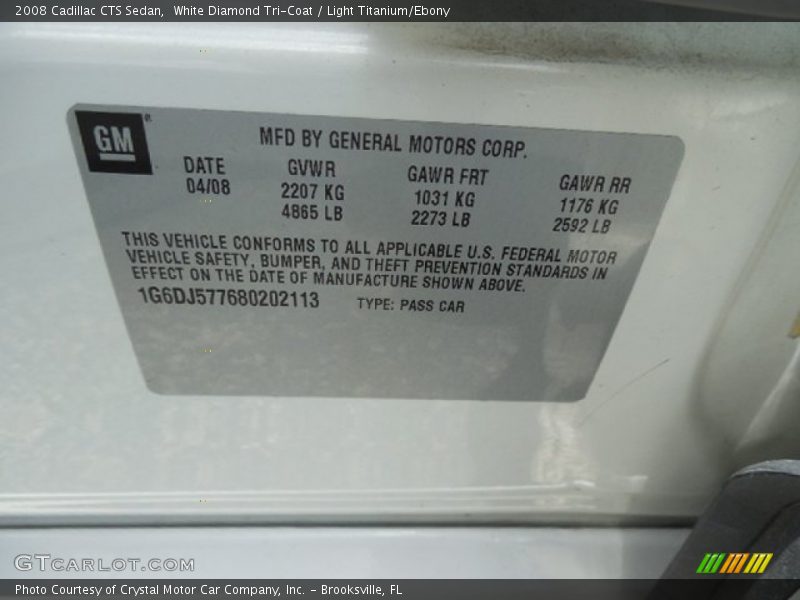 2008 Cadillac CTS Sedan, White Diamond Tri-Coat / Light Titanium/Ebony
GM®
MFD BY GENERAL MOTORS CORP.
DATE GVWR GAWR FRT GAWR RR
04/08 2207 KG 1031 KG 1176 KG
4865 LB 2273 LB 2592 LB
THIS VEHICLE CONFORMS TO ALL APPLICABLE U.S. FEDERAL MOTOR
VEHICLE SAFETY, BUMPER, AND THEFT PREVENTION STANDARDS IN
EFFECT ON THE DATE OF MANUFACTURE SHOWN ABOVE.
1G6DJ577680202113 TYPE: PASS CAR
GTCARLOT.COM
Photo Courtesy of Crystal Motor Car Company, Inc. - Brooksville, FL